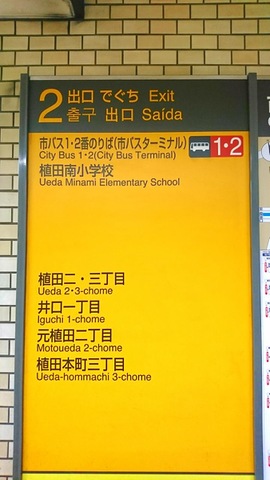 2 出口 でぐち Exit
출구 出口 Saída
市バス1・2番のりば(市バスターミナル) 1・2
City Bus 1・2(City Bus Terminal)
植田南小学校
Ueda Minami Elementary School
植田二・三丁目
Ueda 2・3-chome
井口一丁目
Iguchi 1-chome
元植田二丁目
Motoueda 2-chome
植田本町三丁目
Ueda-hommachi 3-chome